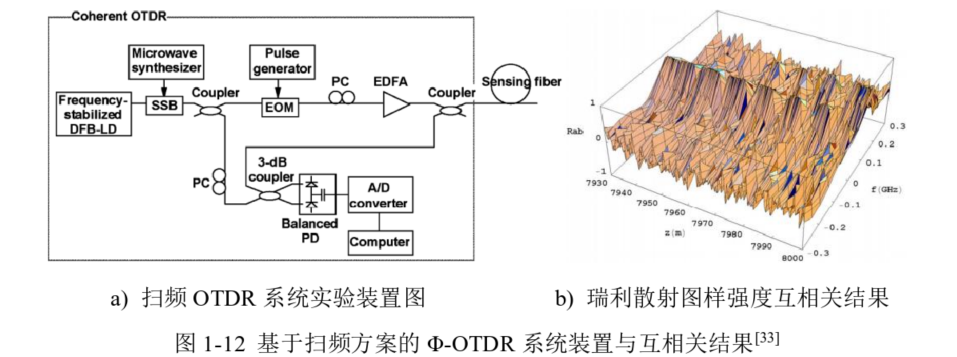 Coherent OTDR
Microwave
synthesizer
Pulse
generator
PC
EDFA
Sensing fiber
Coupler
Coupler
Frequency-
stabilized
DFB-LD
SSB
EOM
3-dB
coupler
PC
A/D
converter
Balanced
PD
Computer
1
Rab
0
-1
7930
7940
7950
7960
7970
7980
7990
8000
z(m)
0.3
0.2
0.1
0
-0.1
-0.2
-0.3
f(GHz)
a) 扫频 OTDR 系统实验装置图
b) 瑞利散射图样强度互相关结果
图 1-12 基于扫频方案的 Φ-OTDR 系统装置与互相关结果[33]